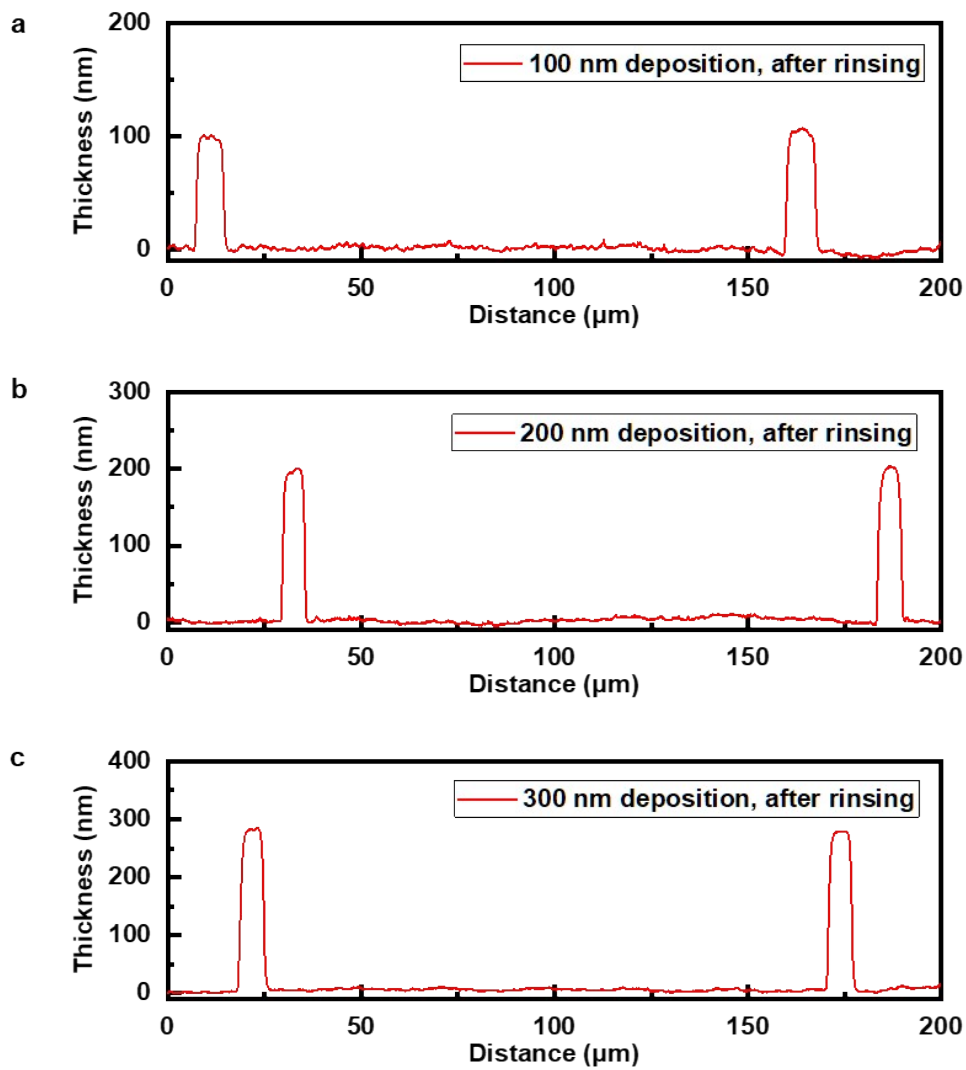 a
200
100 nm deposition, after rinsing
Thickness (nm)
100
0
0 50 100 150 200
Distance (µm)
b
300
200 nm deposition, after rinsing
Thickness (nm)
200
100
0
0 50 100 150 200
Distance (µm)
c
400
300 nm deposition, after rinsing
Thickness (nm)
300
200
100
0
0 50 100 150 200
Distance (µm)